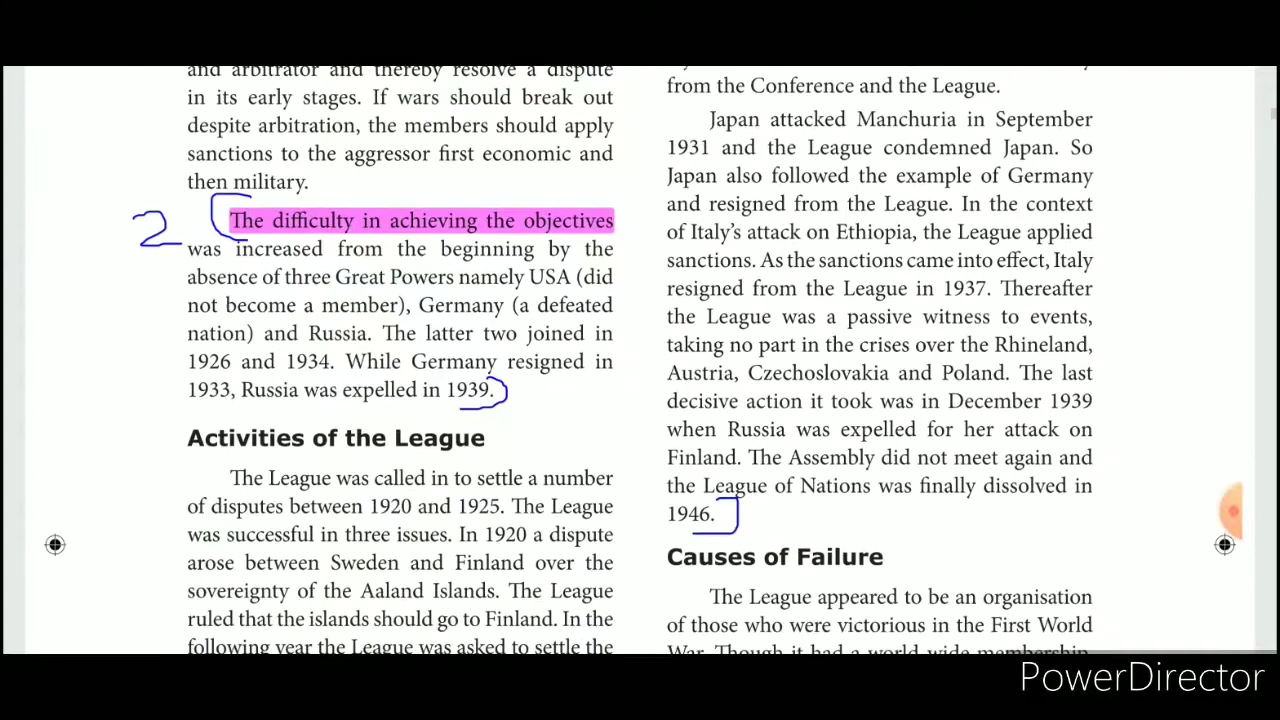 and arbitrator and thereby resolve a dispute
in its early stages. If wars should break out
despite arbitration, the members should apply
sanctions to the aggressor first economic and
then military.
2
The difficulty in achieving the objectives
was increased from the beginning by the
absence of three Great Powers namely USA (did
not become a member), Germany (a defeated
nation) and Russia. The latter two joined in
1926 and 1934. While Germany resigned in
1933, Russia was expelled in 1939.
Activities of the League
The League was called in to settle a number
of disputes between 1920 and 1925. The League
was successful in three issues. In 1920 a dispute
arose between Sweden and Finland over the
sovereignty of the Aaland Islands. The League
ruled that the islands should go to Finland. In the
following year the League was asked to settle the
from the Conference and the League.
Japan attacked Manchuria in September
1931 and the League condemned Japan. So
Japan also followed the example of Germany
and resigned from the League. In the context
of Italy's attack on Ethiopia, the League applied
sanctions. As the sanctions came into effect, Italy
resigned from the League in 1937. Thereafter
the League was a passive witness to events,
taking no part in the crises over the Rhineland,
Austria, Czechoslovakia and Poland. The last
decisive action it took was in December 1939
when Russia was expelled for her attack on
Finland. The Assembly did not meet again and
the League of Nations was finally dissolved in
1946.
Causes of Failure
The League appeared to be an organisation
of those who were victorious in the First World
War. Though it had a world wide membership,
PowerDirector